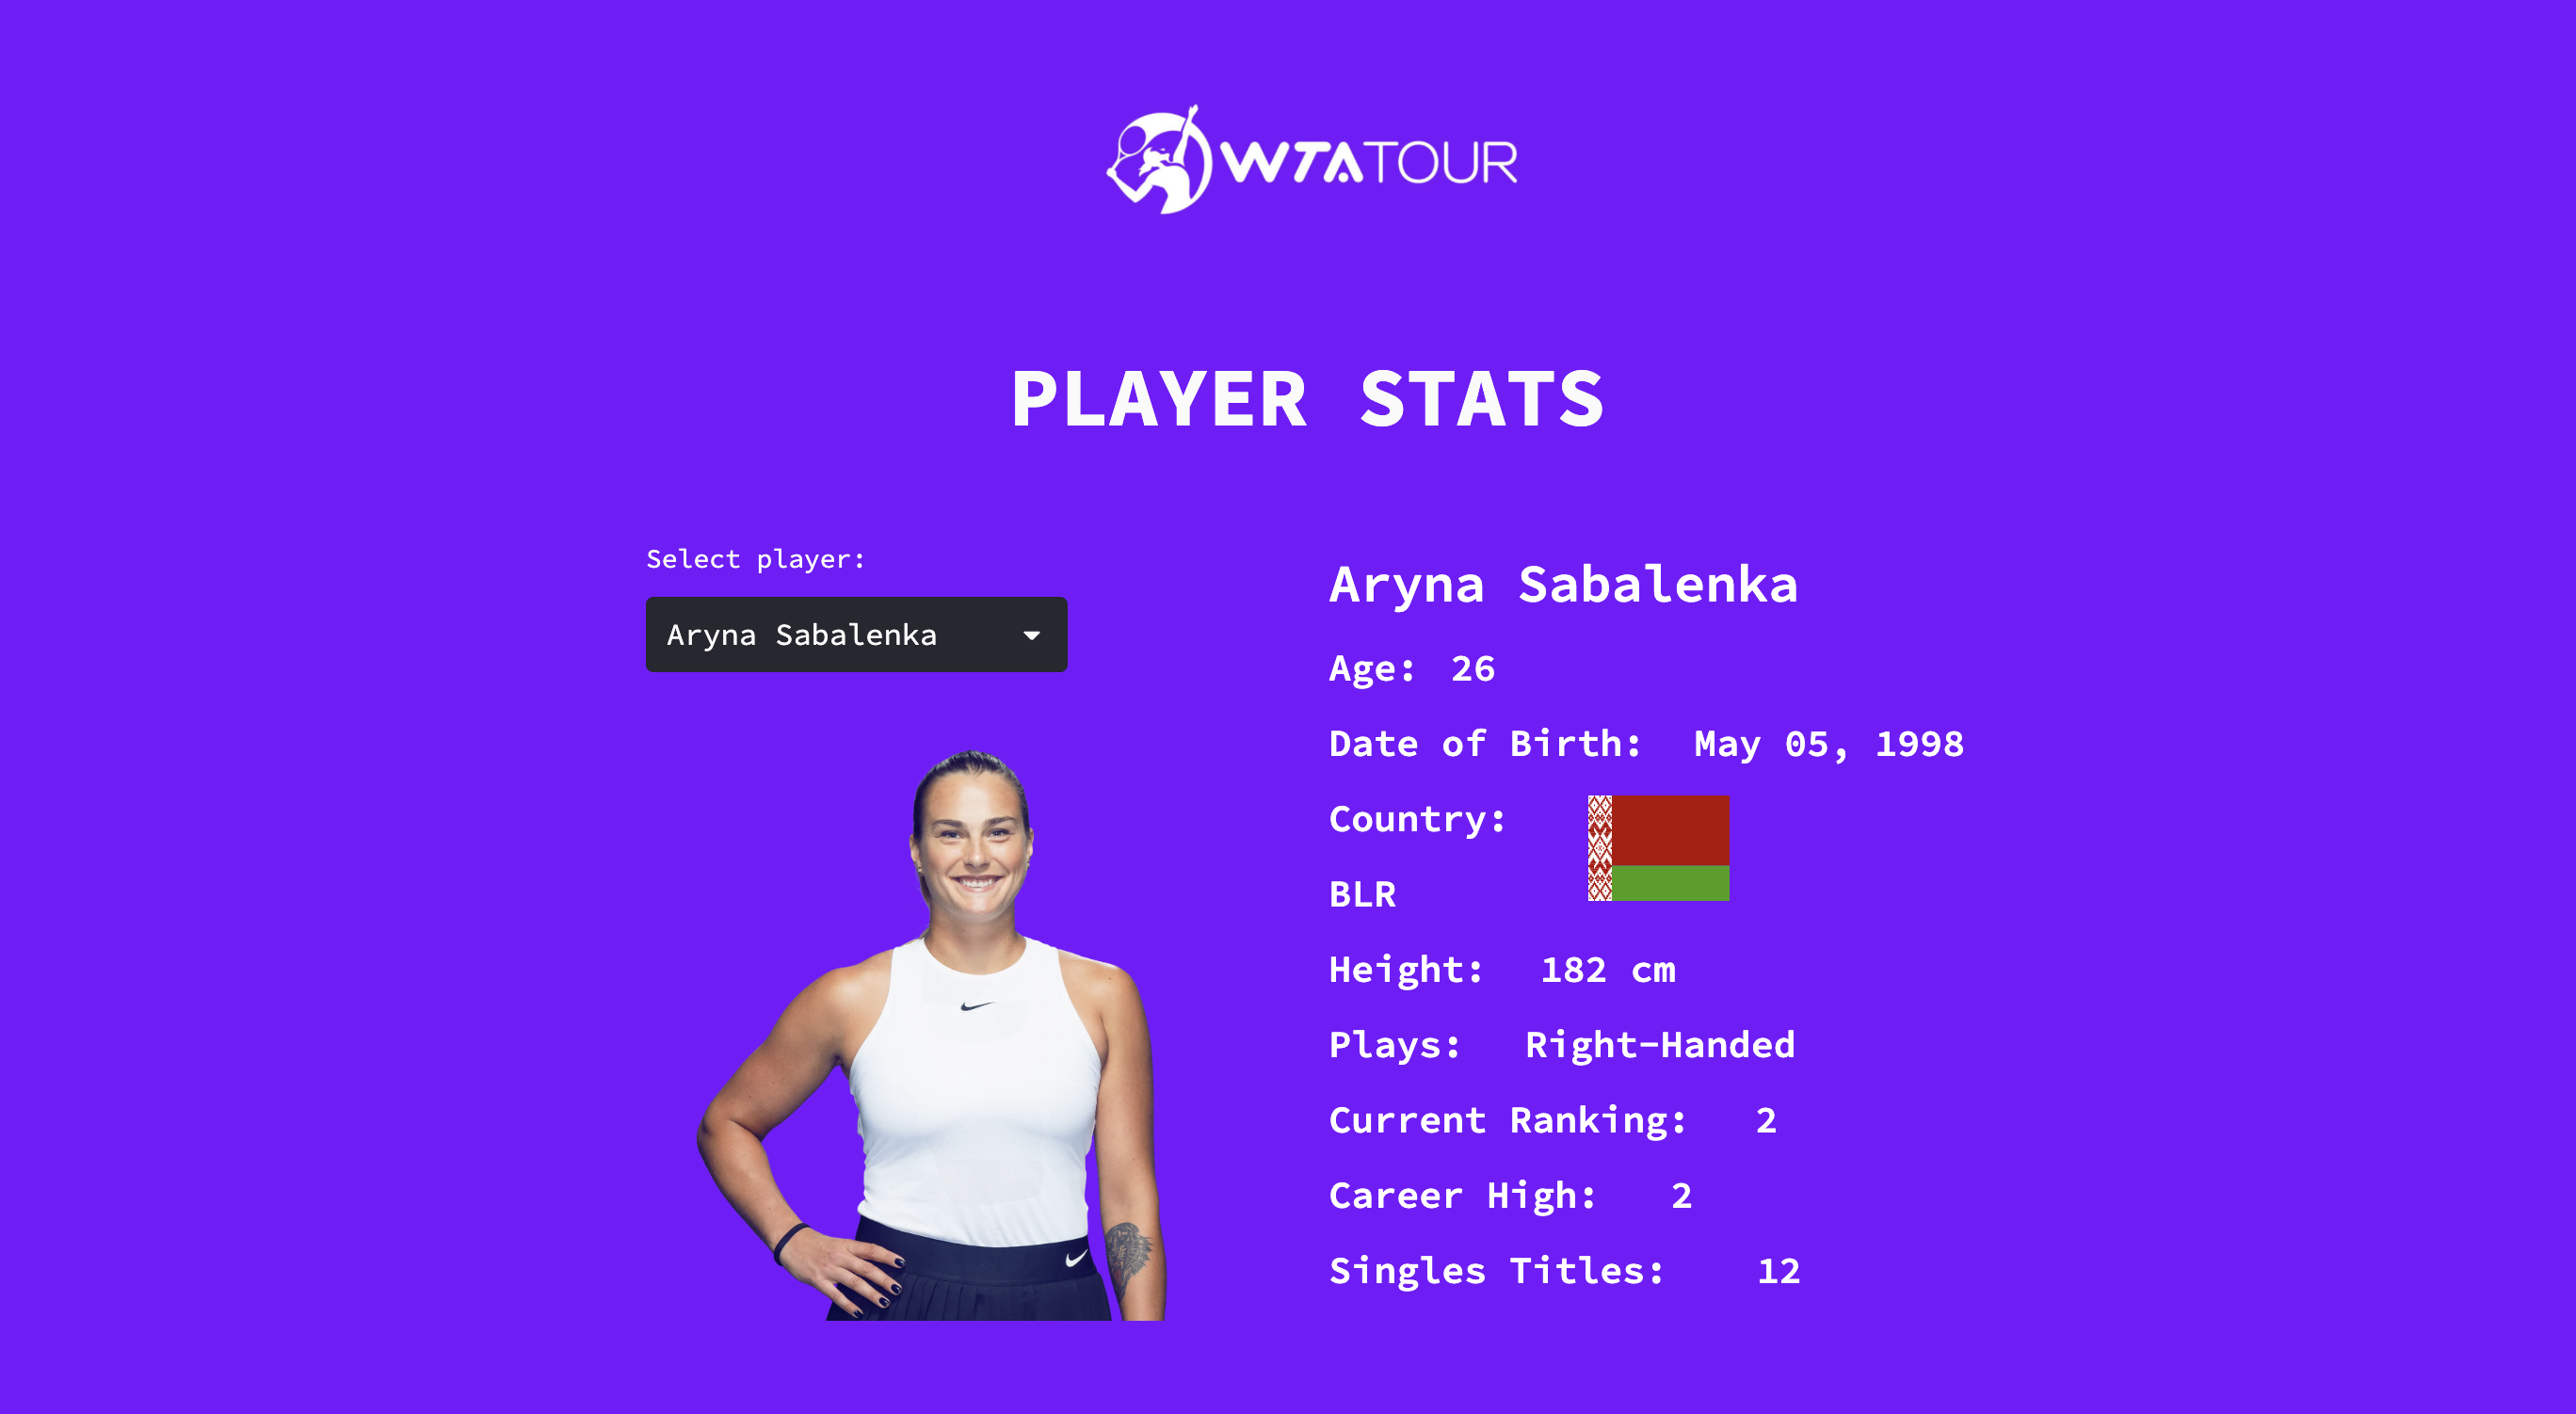 WTATOUR
PLAYER STATS
Select player:
Aryna Sabalenka
Aryna Sabalenka
Age: 26
Date of Birth: May 05, 1998
Country:
BLR
Height: 182 cm
Plays: Right-Handed
Current Ranking: 2
Career High: 2
Singles Titles: 12